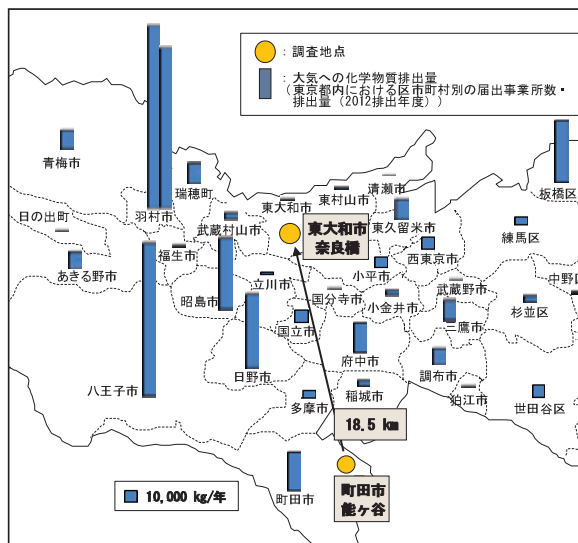 ：調査地点
：大気への化学物質排出量
（東京都内における区市町村別の届出事業所数・
排出量（2012排出年度））
青梅市
瑞穂町
羽村市
東大和市
東村山市
清瀬市
板橋区
日の出町
武蔵村山市
東大和市
奈良橋
東久留米市
練馬区
あきる野市
福生市
昭島市
立川市
小平市
西東京市
国分寺市
武蔵野市
中野区
国立市
小金井市
三鷹市
杉並区
八王子市
日野市
府中市
調布市
多摩市
稲城市
狛江市
世田谷区
18.5 km
10,000 kg/年
町田市
町田市
能ヶ谷